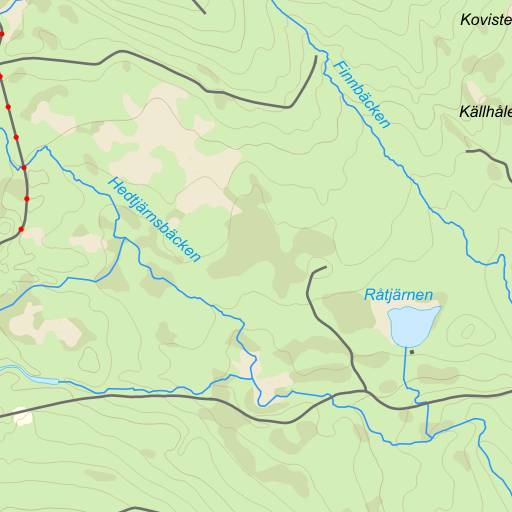 Koviste
Finnbäcken
Källhåle
Hedtjärnsbäcken
Råtjärnen